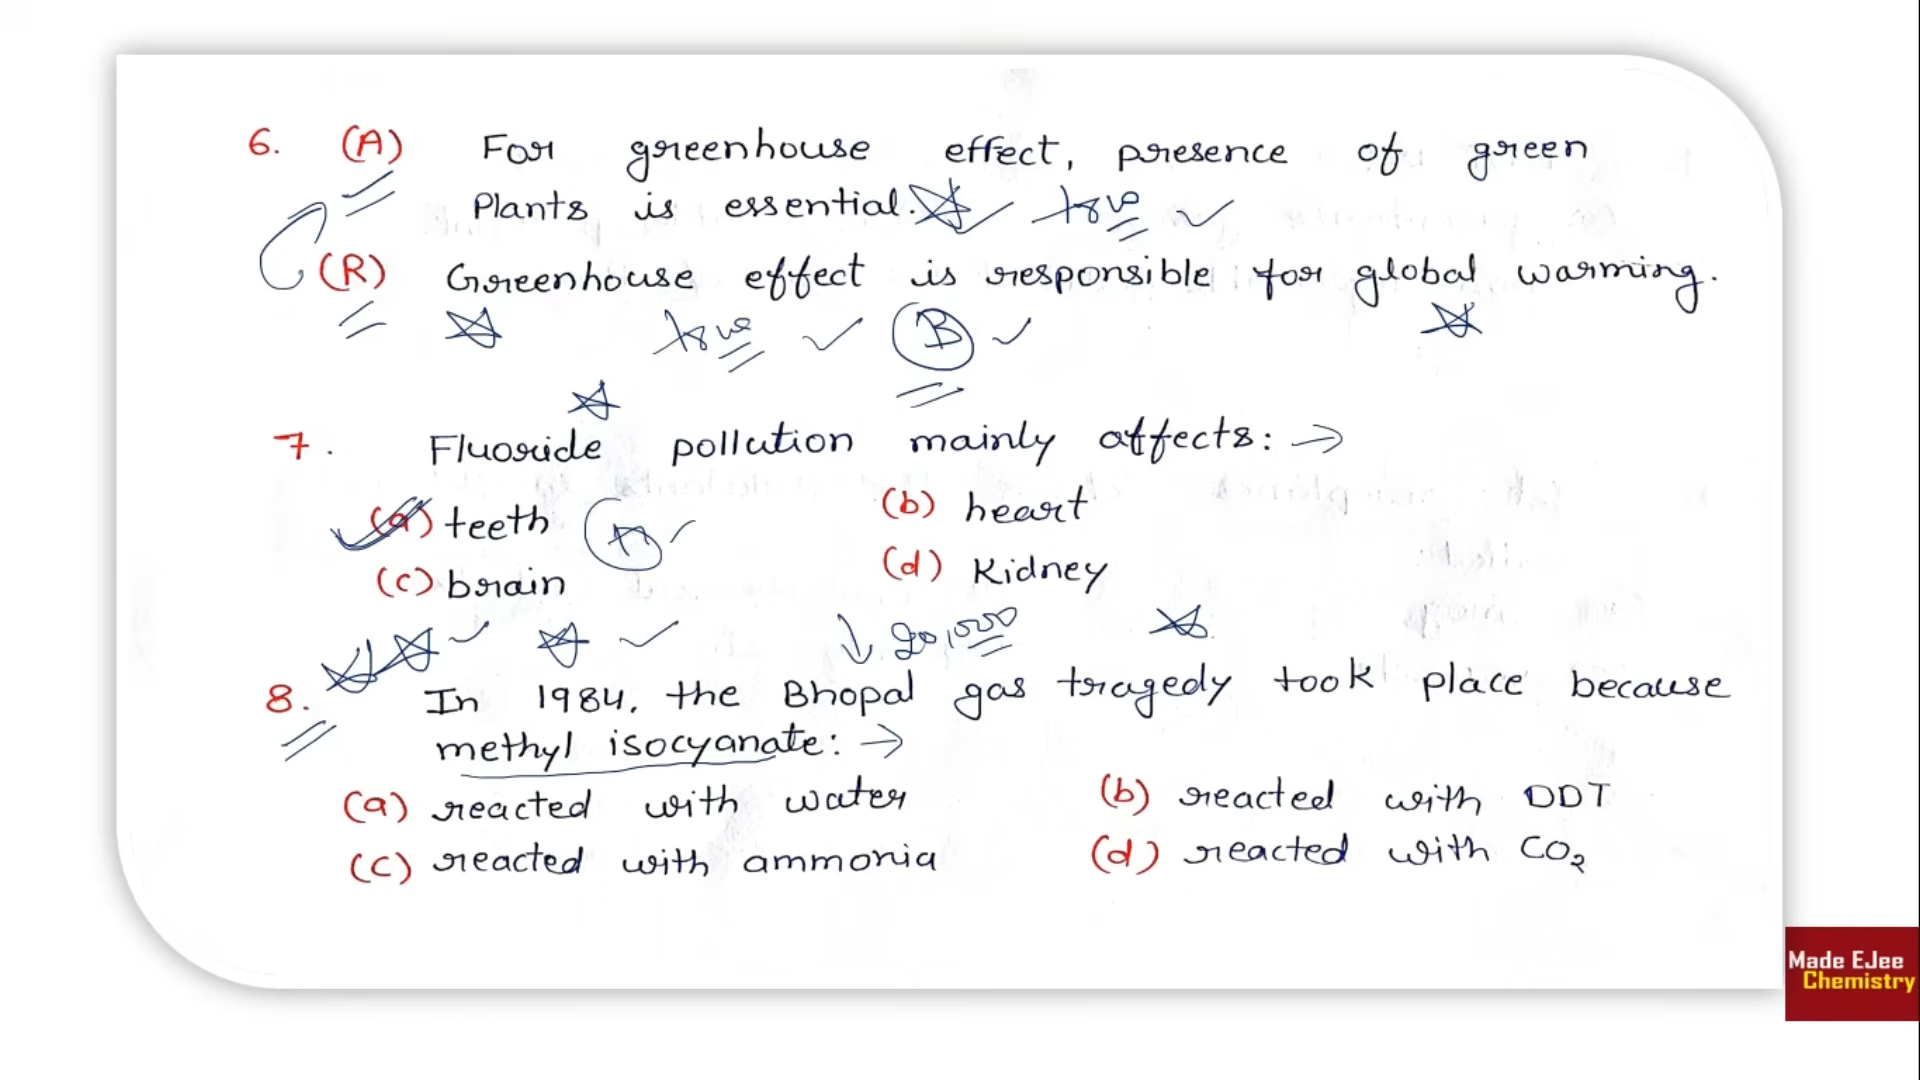 6. (A) For greenhouse effect, presence of green
Plants is essential. true
(R) Greenhouse effect is responsible for global warming.
true B
7. Fluoride pollution mainly affects: →
(a) teeth (b) heart
(c) brain (d) Kidney
↓ 20,000
8. In 1984, the Bhopal gas tragedy took place because
methyl isocyanate: →
(a) reacted with water (b) reacted with DDT
(c) reacted with ammonia (d) reacted with CO₂
Made EJee
Chemistry